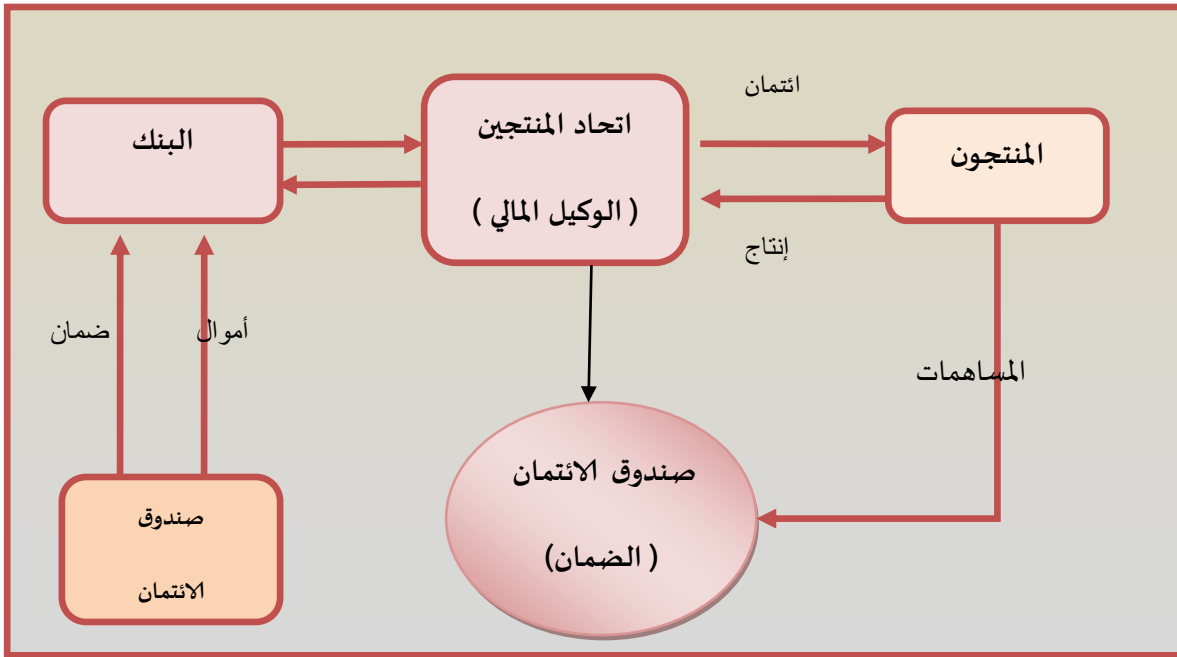 ائتمان
اتحاد المنتجين
(الوكيل المالي)
البنك
المنتجون
إنتاج
ضمان
أموال
المساهمات
صندوق الائتمان
(الضمان)
صندوق
الائتمان